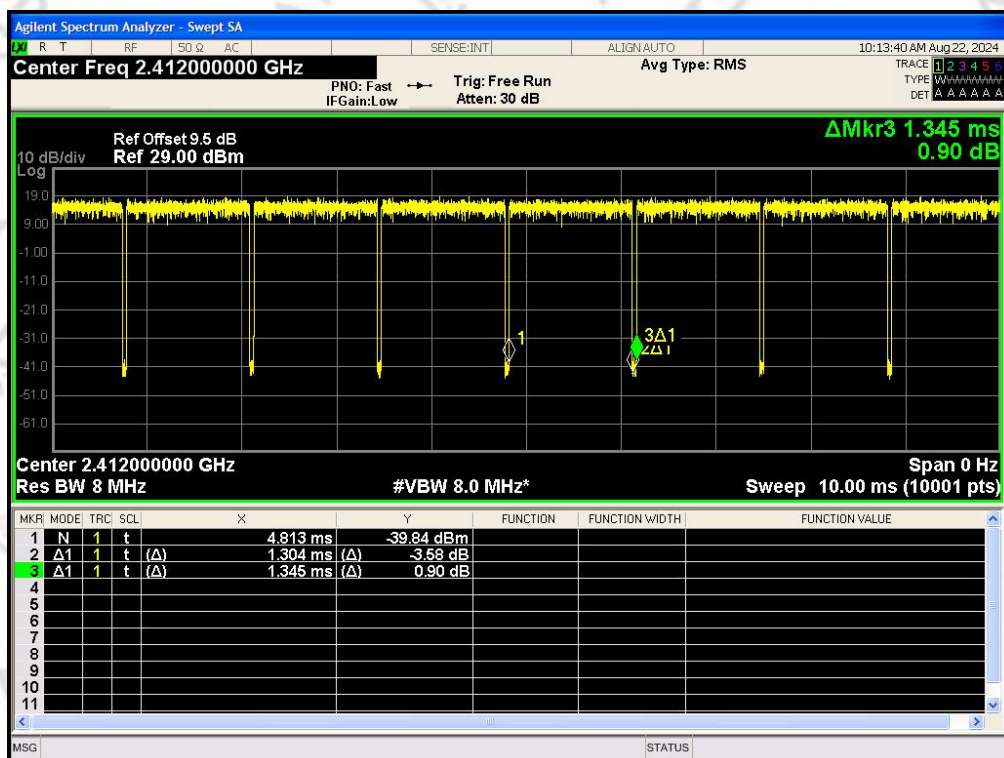 Agilent Spectrum Analyzer - Swept SA
LXI R T RF 50 Ω AC SENSE:INT ALIGN AUTO 10:13:40 AM Aug 22, 2024
Center Freq 2.412000000 GHz Avg Type: RMS TRACE 1 2 3 4 5 6
PNO: Fast Trig: Free Run TYPE WWWWWW
IFGain:Low Atten: 30 dB DET A A A A A A
ΔMkr3 1.345 ms
Ref Offset 9.5 dB 0.90 dB
10 dB/div Ref 29.00 dBm
Log
19.0
9.00
-1.00
-11.0
-21.0
-31.0
1 3Δ1
2Δ1
-41.0
-51.0
-61.0
Center 2.412000000 GHz Span 0 Hz
Res BW 8 MHz #VBW 8.0 MHz* Sweep 10.00 ms (10001 pts)
MKR MODE TRC SCL X Y FUNCTION FUNCTION WIDTH FUNCTION VALUE
1 N 1 t 4.813 ms -39.84 dBm
2 Δ1 1 t (Δ) 1.304 ms (Δ) -3.58 dB
3 Δ1 1 t (Δ) 1.345 ms (Δ) 0.90 dB
4
5
6
7
8
9
10
11
MSG STATUS